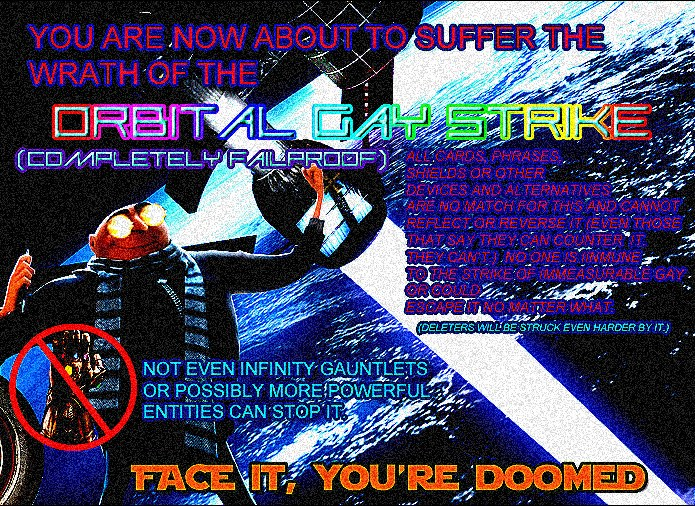 YOU ARE NOW ABOUT TO SUFFER THE
WRATH OF THE
ORBITAL GAY STRIKE
(COMPLETELY FAILPROOF)
ALL CARDS, PHRASES,
SHIELDS OR OTHER
DEVICES AND ALTERNATIVES
ARE NO MATCH FOR THIS AND CANNOT
REFLECT OR REVERSE IT (EVEN THOSE
THAT SAY THEY CAN COUNTER IT,
THEY CAN'T). NO ONE IS IINMUNE
TO THE STRIKE OF IMMEASURABLE GAY
OR COULD
ESCAPE IT NO MATTER WHAT.
(DELETERS WILL BE STRUCK EVEN HARDER BY IT.)
NOT EVEN INFINITY GAUNTLETS
OR POSSIBLY MORE POWERFUL
ENTITIES CAN STOP IT.
FACE IT, YOU'RE DOOMED